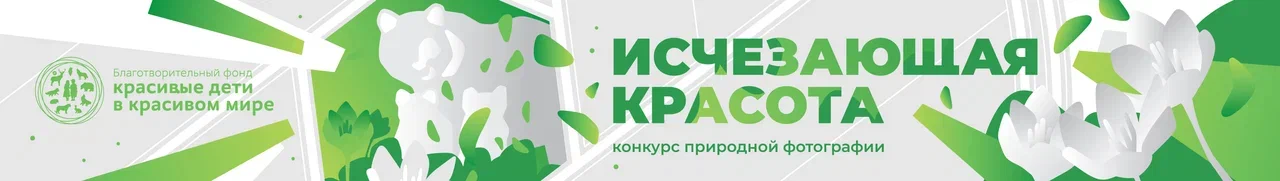 Благотворительный фонд
красивые дети
в красивом мире
ИСЧЕЗАЮЩАЯ
КРАСОТА
конкурс природной фотографии